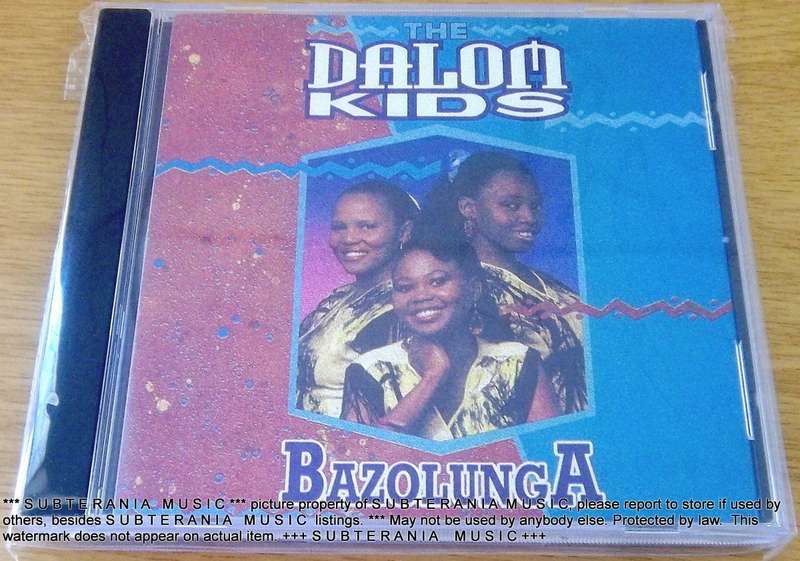 THE
DALOM
KIDS
BAZOLUNGA
*** S U B T E R A N I A   M U S I C *** picture property of S U B T E R A N I A M U S I C, please report to store if used by
others, besides S U B T E R A N I A   M U S I C  listings. *** May not be used by anybody else. Protected by law.  This
watermark does not appear on actual item. +++ S U B T E R A N I A   M U S I C +++